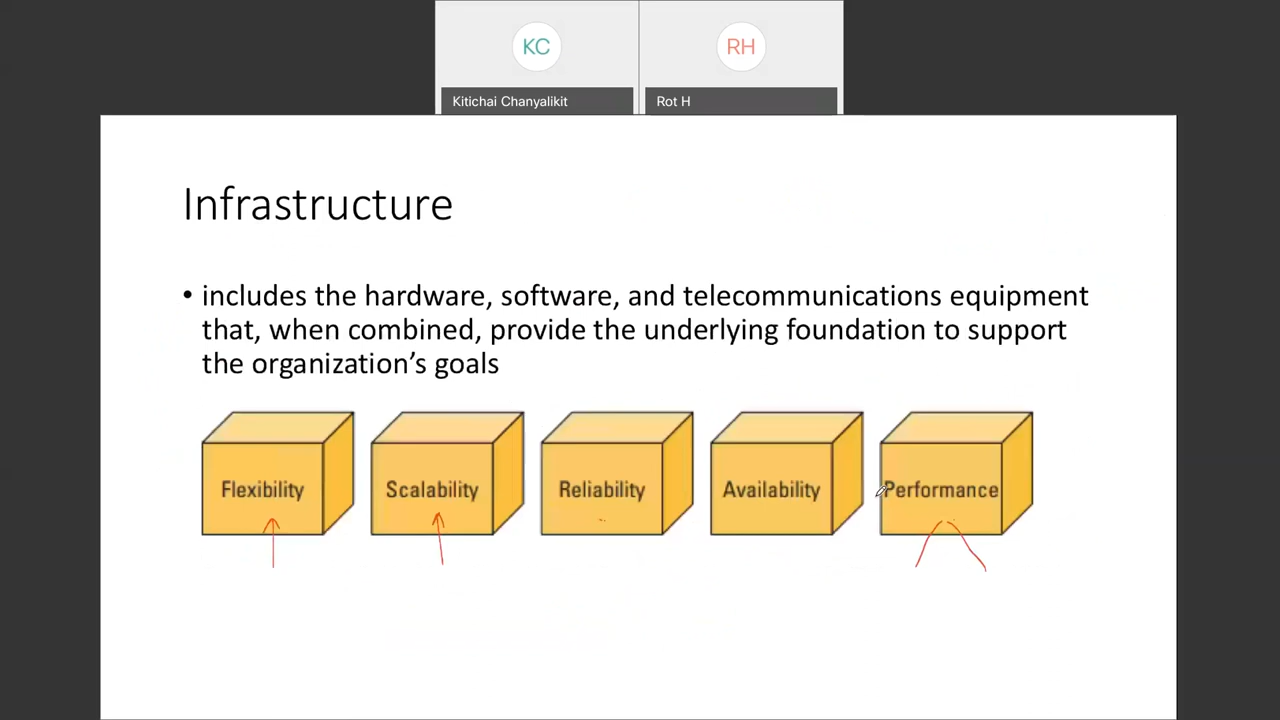 KC
RH
Kitichai Chanyalikit
Rot H
Infrastructure
• includes the hardware, software, and telecommunications equipment
that, when combined, provide the underlying foundation to support
the organization’s goals
Flexibility
Scalability
Reliability
Availability
Performance